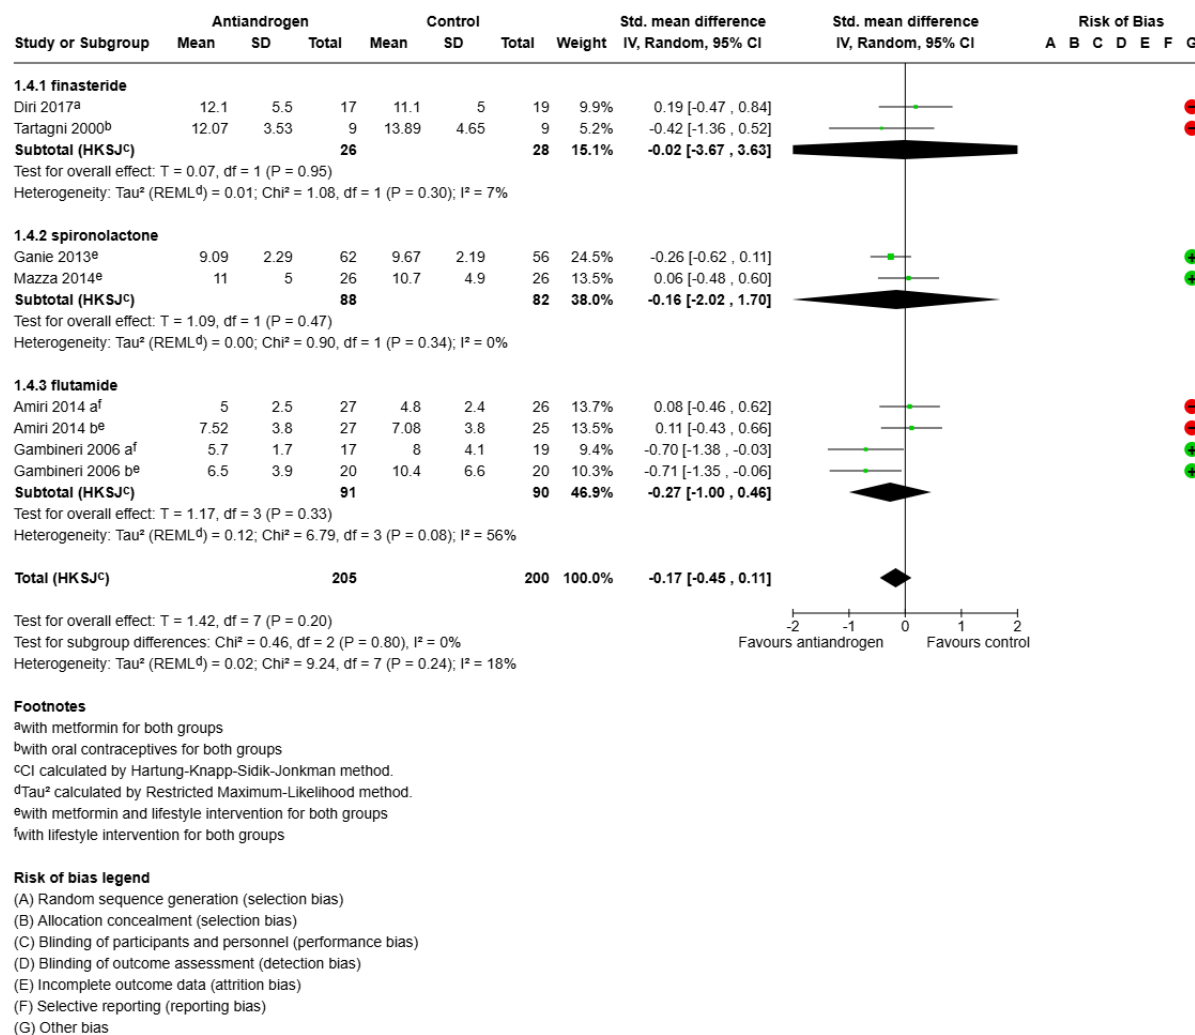 Antiandrogen Control Std. mean difference Std. mean difference Risk of Bias
Study or Subgroup Mean SD Total Mean SD Total Weight IV, Random, 95% CI IV, Random, 95% CI A B C D E F G
1.4.1 finasteride
Diri 2017ᵃ 12.1 5.5 17 11.1 5 19 9.9% 0.19 [-0.47 , 0.84]
Tartagni 2000ᵇ 12.07 3.53 9 13.89 4.65 9 5.2% -0.42 [-1.36 , 0.52]
Subtotal (HKSJᶜ) 26 28 15.1% -0.02 [-3.67 , 3.63]
Test for overall effect: T = 0.07, df = 1 (P = 0.95)
Heterogeneity: Tau² (REMLᵈ) = 0.01; Chi² = 1.08, df = 1 (P = 0.30); I² = 7%
1.4.2 spironolactone
Ganie 2013ᵉ 9.09 2.29 62 9.67 2.19 56 24.5% -0.26 [-0.62 , 0.11]
Mazza 2014ᵉ 11 5 26 10.7 4.9 26 13.5% 0.06 [-0.48 , 0.60]
Subtotal (HKSJᶜ) 88 82 38.0% -0.16 [-2.02 , 1.70]
Test for overall effect: T = 1.09, df = 1 (P = 0.47)
Heterogeneity: Tau² (REMLᵈ) = 0.00; Chi² = 0.90, df = 1 (P = 0.34); I² = 0%
1.4.3 flutamide
Amiri 2014 aᶠ 5 2.5 27 4.8 2.4 26 13.7% 0.08 [-0.46 , 0.62]
Amiri 2014 bᵉ 7.52 3.8 27 7.08 3.8 25 13.5% 0.11 [-0.43 , 0.66]
Gambineri 2006 aᶠ 5.7 1.7 17 8 4.1 19 9.4% -0.70 [-1.38 , -0.03]
Gambineri 2006 bᵉ 6.5 3.9 20 10.4 6.6 20 10.3% -0.71 [-1.35 , -0.06]
Subtotal (HKSJᶜ) 91 90 46.9% -0.27 [-1.00 , 0.46]
Test for overall effect: T = 1.17, df = 3 (P = 0.33)
Heterogeneity: Tau² (REMLᵈ) = 0.12; Chi² = 6.79, df = 3 (P = 0.08); I² = 56%
Total (HKSJᶜ) 205 200 100.0% -0.17 [-0.45 , 0.11]
Test for overall effect: T = 1.42, df = 7 (P = 0.20)
-2 -1 0 1 2
Test for subgroup differences: Chi² = 0.46, df = 2 (P = 0.80), I² = 0%
Favours antiandrogen Favours control
Heterogeneity: Tau² (REMLᵈ) = 0.02; Chi² = 9.24, df = 7 (P = 0.24); I² = 18%
Footnotes
ᵃwith metformin for both groups
ᵇwith oral contraceptives for both groups
ᶜCI calculated by Hartung-Knapp-Sidik-Jonkman method.
ᵈTau² calculated by Restricted Maximum-Likelihood method.
ᵉwith metformin and lifestyle intervention for both groups
ᶠwith lifestyle intervention for both groups
Risk of bias legend
(A) Random sequence generation (selection bias)
(B) Allocation concealment (selection bias)
(C) Blinding of participants and personnel (performance bias)
(D) Blinding of outcome assessment (detection bias)
(E) Incomplete outcome data (attrition bias)
(F) Selective reporting (reporting bias)
(G) Other bias